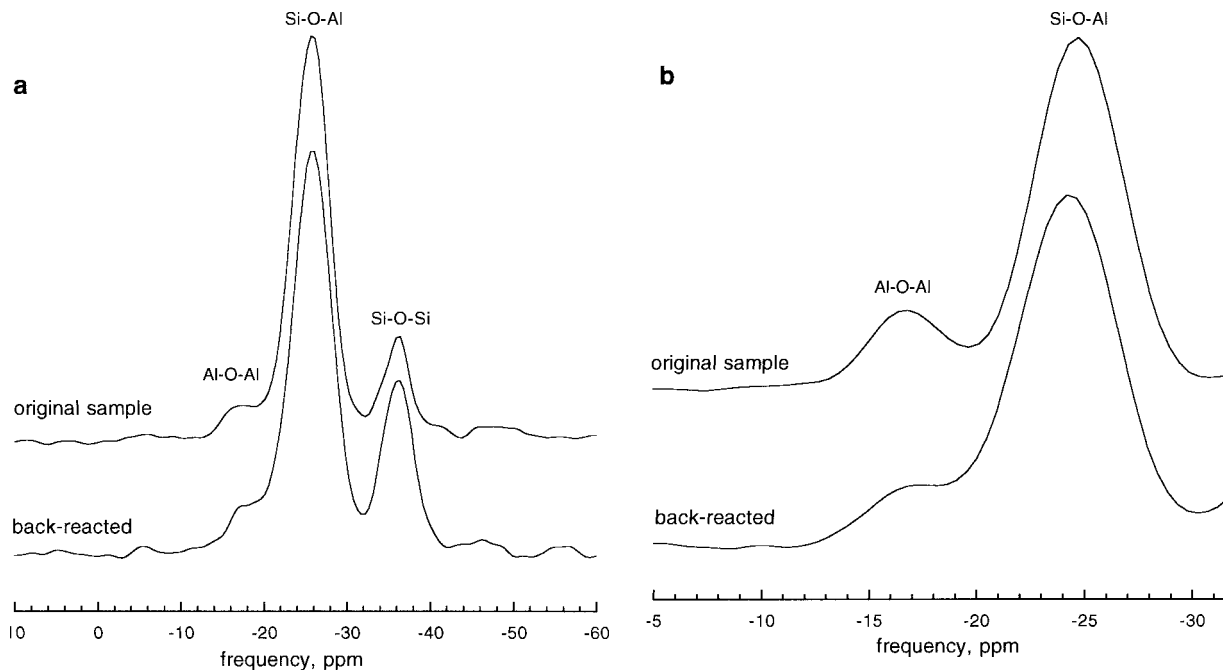 a
Si-O-Al
Si-O-Si
Al-O-Al
original sample
back-reacted
10 0 -10 -20 -30 -40 -50 -60
frequency, ppm
b
Si-O-Al
Al-O-Al
original sample
back-reacted
-5 -15 -20 -25 -30
frequency, ppm